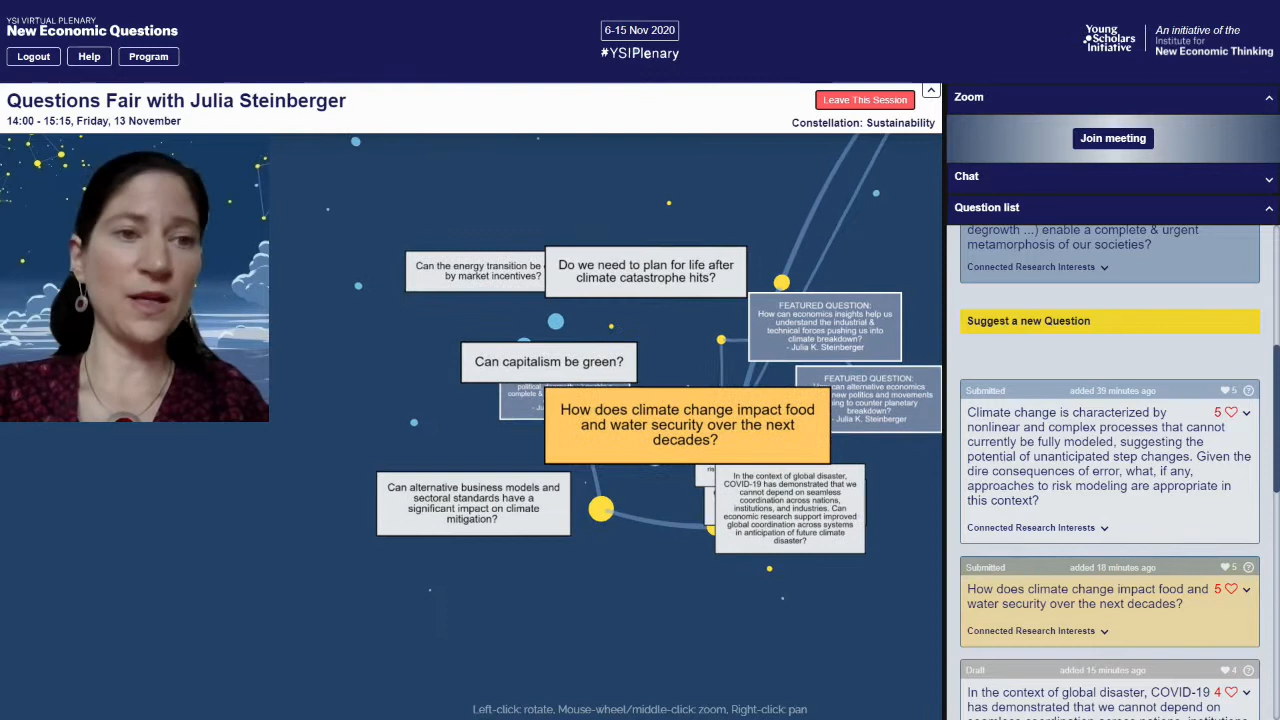 YSI VIRTUAL PLENARY
New Economic Questions
Logout
Help
Program
6-15 Nov 2020
#YSIPlenary
Young
Scholars
Initiative
An initiative of the
Institute for
New Economic Thinking
Questions Fair with Julia Steinberger
14:00 - 15:15, Friday, 13 November
Leave This Session
Constellation: Sustainability
Can the energy transition be
by market incentives?
Do we need to plan for life after
climate catastrophe hits?
FEATURED QUESTION:
How can economics insights help us
understand the industrial &
technical forces pushing us into
climate breakdown?
- Julia K. Steinberger
Can capitalism be green?
complete &
- Ju
FEATURED QUESTION:
can alternative economics
new politics and movements
to counter planetary
breakdown?
- Julia K. Steinberger
How does climate change impact food
and water security over the next
decades?
Can alternative business models and
sectoral standards have a
significant impact on climate
mitigation?
In the context of global disaster,
COVID-19 has demonstrated that we
cannot depend on seamless
coordination across nations,
institutions, and industries. Can
economic research support improved
global coordination across systems
in anticipation of future climate
disaster?
Left-click: rotate, Mouse-wheel/middle-click: zoom, Right-click: pan
Zoom
Join meeting
Chat
Question list
degrowth ...) enable a complete & urgent
metamorphosis of our societies?
Connected Research Interests
Suggest a new Question
Submitted added 39 minutes ago 5
Climate change is characterized by 5
nonlinear and complex processes that cannot
currently be fully modeled, suggesting the
potential of unanticipated step changes. Given the
dire consequences of error, what, if any,
approaches to risk modeling are appropriate in
this context?
Connected Research Interests
Submitted added 18 minutes ago 5
How does climate change impact food and 5
water security over the next decades?
Connected Research Interests
Draft added 15 minutes ago 4
In the context of global disaster, COVID-19 4
has demonstrated that we cannot depend on